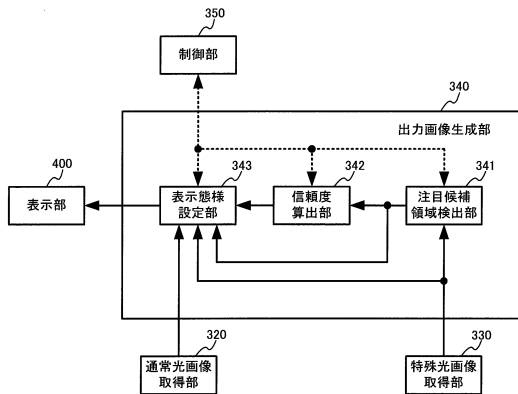 350
制御部
340
出力画像生成部
400
表示部
343
表示態様
設定部
342
信頼度
算出部
341
注目候補
領域検出部
320
通常光画像
取得部
330
特殊光画像
取得部